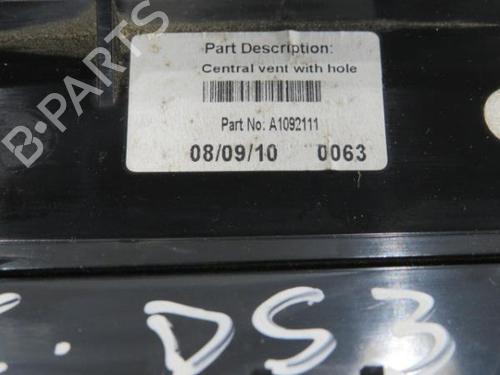 Part Description:
Central vent with hole
Part No: A1092111
08/09/10 0063
B-PARTS
DS3